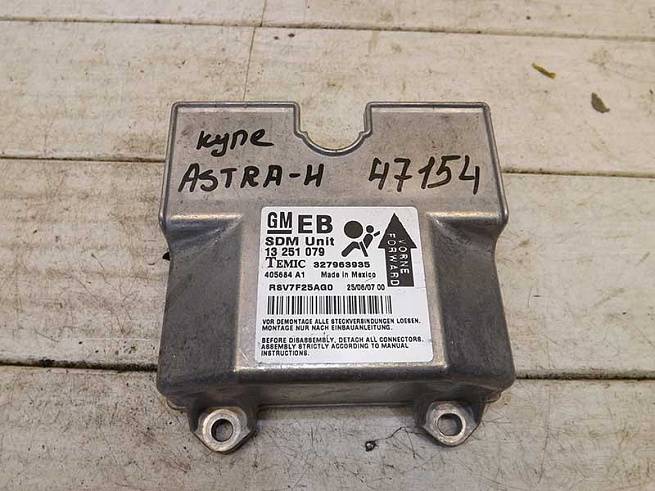 купе
ASTRA-H 47154
GM EB
SDM Unit
13 251 079
TEMIC 327963935
405684 A1 Made in Mexico
RSV7F25AG0 25/06/07 00
VORNE
FORWARD
VOR DEMONTAGE ALLE STECKVERBINDUNGEN LOESEN.
MONTAGE NUR NACH EINBAUANLEITUNG.
BEFORE DISASSEMBLY, DETACH ALL CONNECTORS.
ASSEMBLY STRICTLY ACCORDING TO MANUAL
INSTRUCTIONS.